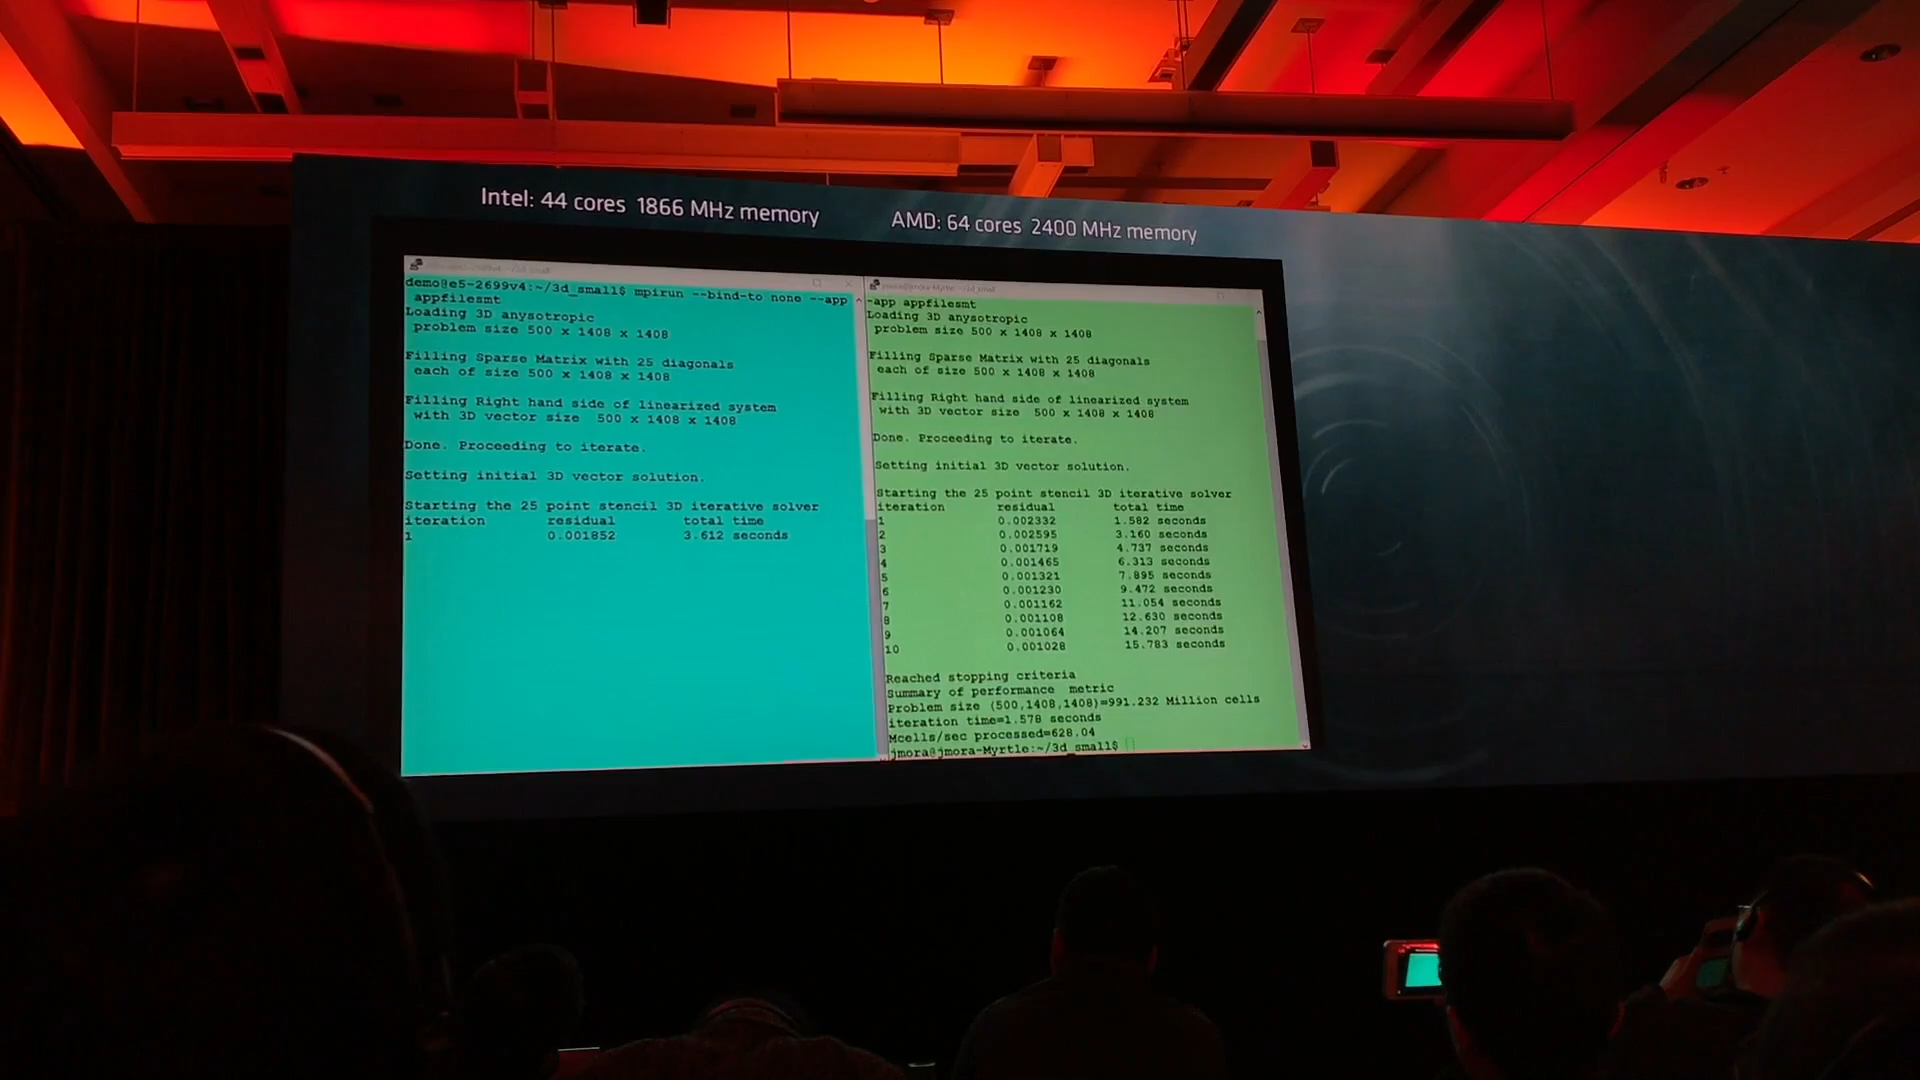 Intel: 44 cores 1866 MHz memory
AMD: 64 cores 2400 MHz memory
demo@e5-2699v4:~/3d_small$ mpirun --bind-to none --app
appfilesmt
Loading 3D anysotropic
problem size 500 x 1408 x 1408
Filling Sparse Matrix with 25 diagonals
each of size 500 x 1408 x 1408
Filling Right hand side of linearized system
with 3D vector size 500 x 1408 x 1408
Done. Proceeding to iterate.
Setting initial 3D vector solution.
Starting the 25 point stencil 3D iterative solver
iteration residual total time
1 0.001852 3.612 seconds
-app appfilesmt
Loading 3D anysotropic
problem size 500 x 1408 x 1408
Filling Sparse Matrix with 25 diagonals
each of size 500 x 1408 x 1408
Filling Right hand side of linearized system
with 3D vector size 500 x 1408 x 1408
Done. Proceeding to iterate.
Setting initial 3D vector solution.
Starting the 25 point stencil 3D iterative solver
iteration residual total time
1 0.002332 1.582 seconds
2 0.002595 3.160 seconds
3 0.001719 4.737 seconds
4 0.001465 6.313 seconds
5 0.001321 7.895 seconds
6 0.001230 9.472 seconds
7 0.001162 11.054 seconds
8 0.001108 12.630 seconds
9 0.001064 14.207 seconds
10 0.001028 15.783 seconds
Reached stopping criteria
Summary of performance metric
Problem size (500,1408,1408)=991.232 Million cells
iteration time=1.578 seconds
Mcells/sec processed=628.04
jmora@jmora-Myrtle:~/3d_small$